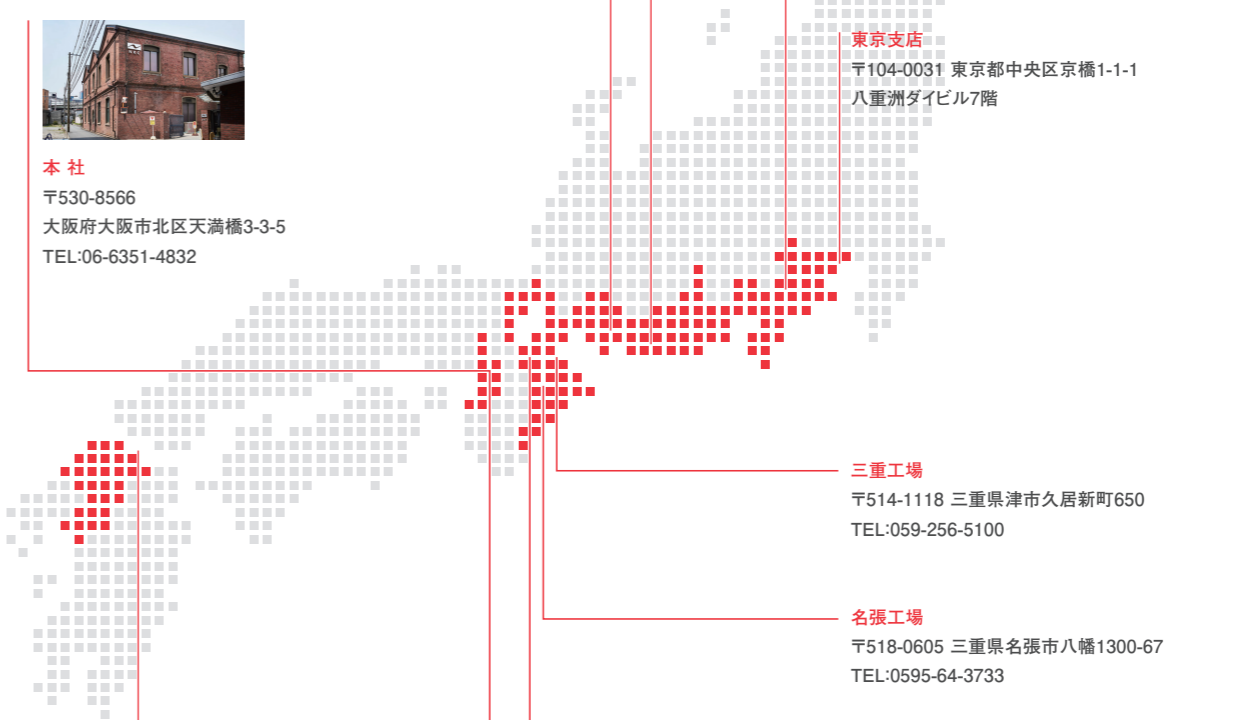 本 社
〒530-8566
大阪府大阪市北区天満橋3-3-5
TEL:06-6351-4832
東京支店
〒104-0031 東京都中央区京橋1-1-1
八重洲ダイビル7階
三重工場
〒514-1118 三重県津市久居新町650
TEL:059-256-5100
名張工場
〒518-0605 三重県名張市八幡1300-67
TEL:0595-64-3733